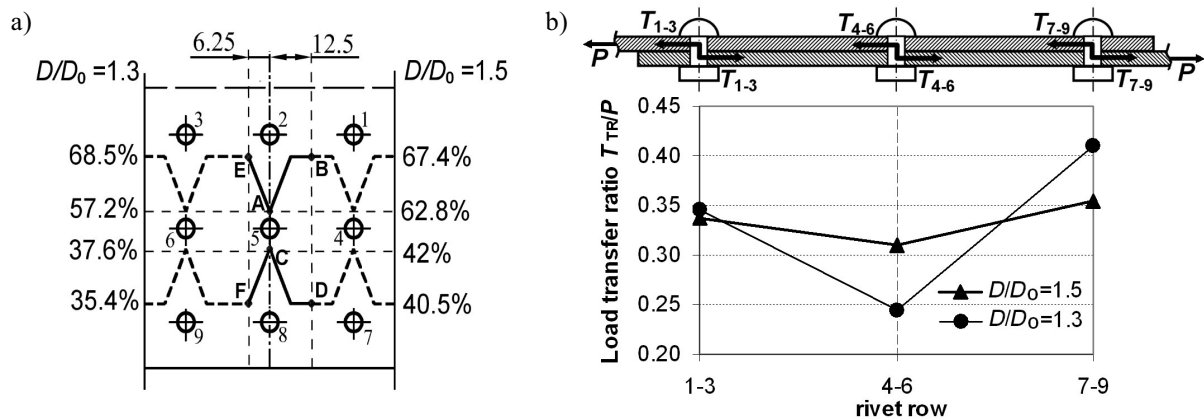 a)
6.25 12.5
D/D₀ =1.3 D/D₀ =1.5
3 2 1
68.5% E B 67.4%
57.2% A 62.8%
6 5 4
37.6% C 42%
35.4% F D 40.5%
9 8 7
b)
T₁₋₃ T₄₋₆ T₇₋₉
P T₁₋₃ T₄₋₆ T₇₋₉ P
Load transfer ratio T_TR/P
0.45
0.40
0.35
0.30
0.25
0.20
D/D₀=1.5
D/D₀=1.3
1-3 4-6 7-9
rivet row